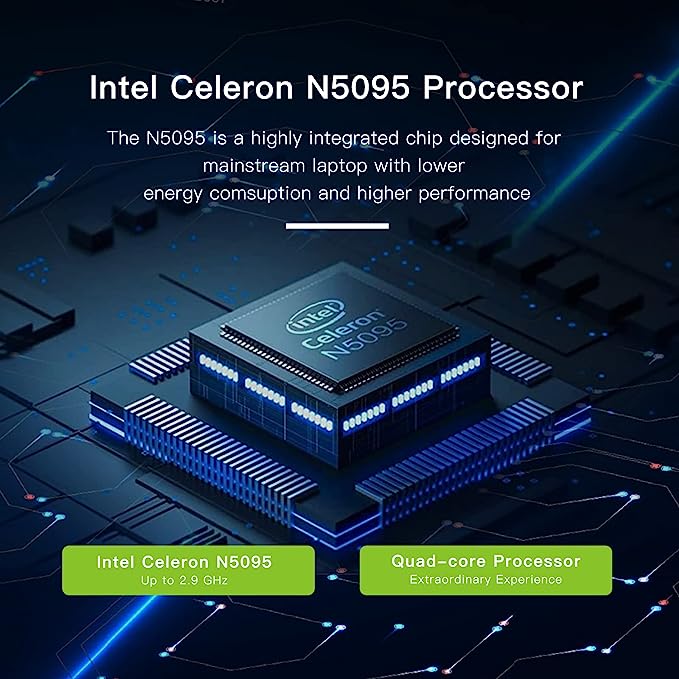 Intel Celeron N5095 Processor
The N5095 is a highly integrated chip designed for
mainstream laptop with lower
energy comsuption and higher performance
intel
Celeron
N5095
Intel Celeron N5095
Up to 2.9 GHz
Quad-core Processor
Extraordinary Experience